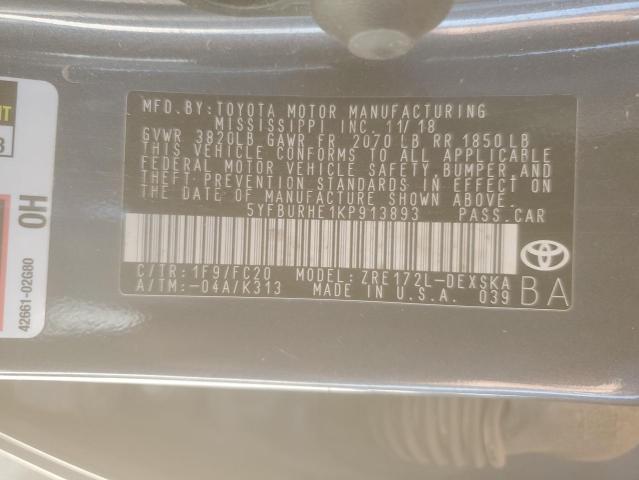 MFD.BY: TOYOTA MOTOR MANUFACTURING
MISSISSIPPI INC. 11/18
GVWR 3820LB GAWR FR 2070 LB RR 1850 LB
THIS VEHICLE CONFORMS TO ALL APPLICABLE
FEDERAL MOTOR VEHICLE SAFETY, BUMPER, AND
THEFT PREVENTION STANDARDS IN EFFECT ON
THE DATE OF MANUFACTURE SHOWN ABOVE.
5YFBURHE1KP913893 PASS.CAR
C/TR: 1F9/FC20 MODEL: ZRE172L-DEXSKA
A/TM:-04A/K313 MADE IN U.S.A. 039
BA
OH
42661-02G80